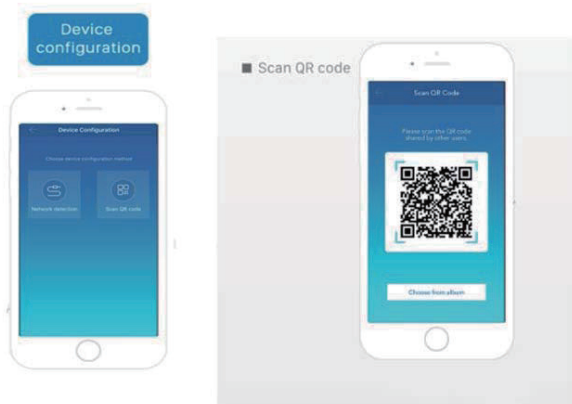 Device
configuration
Device Configuration
Choose device configuration method
Network detection
Scan QR code
■ Scan QR code
Scan QR Code
Please scan the QR code
shared by other users.
Choose from album